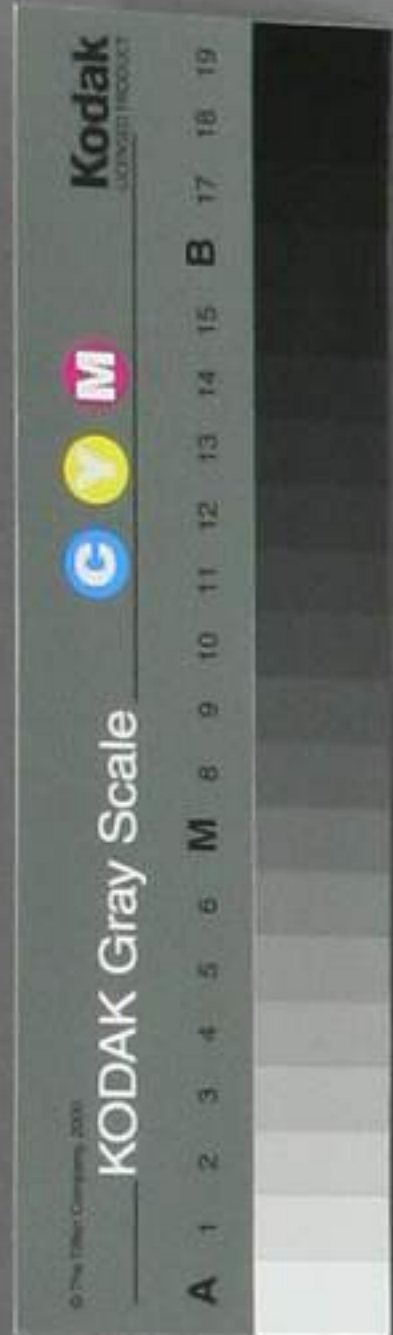 © The Tiffen Company, 2000
KODAK Gray Scale
C Y M
Kodak
LICENSED PRODUCT
A 1 2 3 4 5 6 M 8 9 10 11 12 13 14 15 B 17 18 19